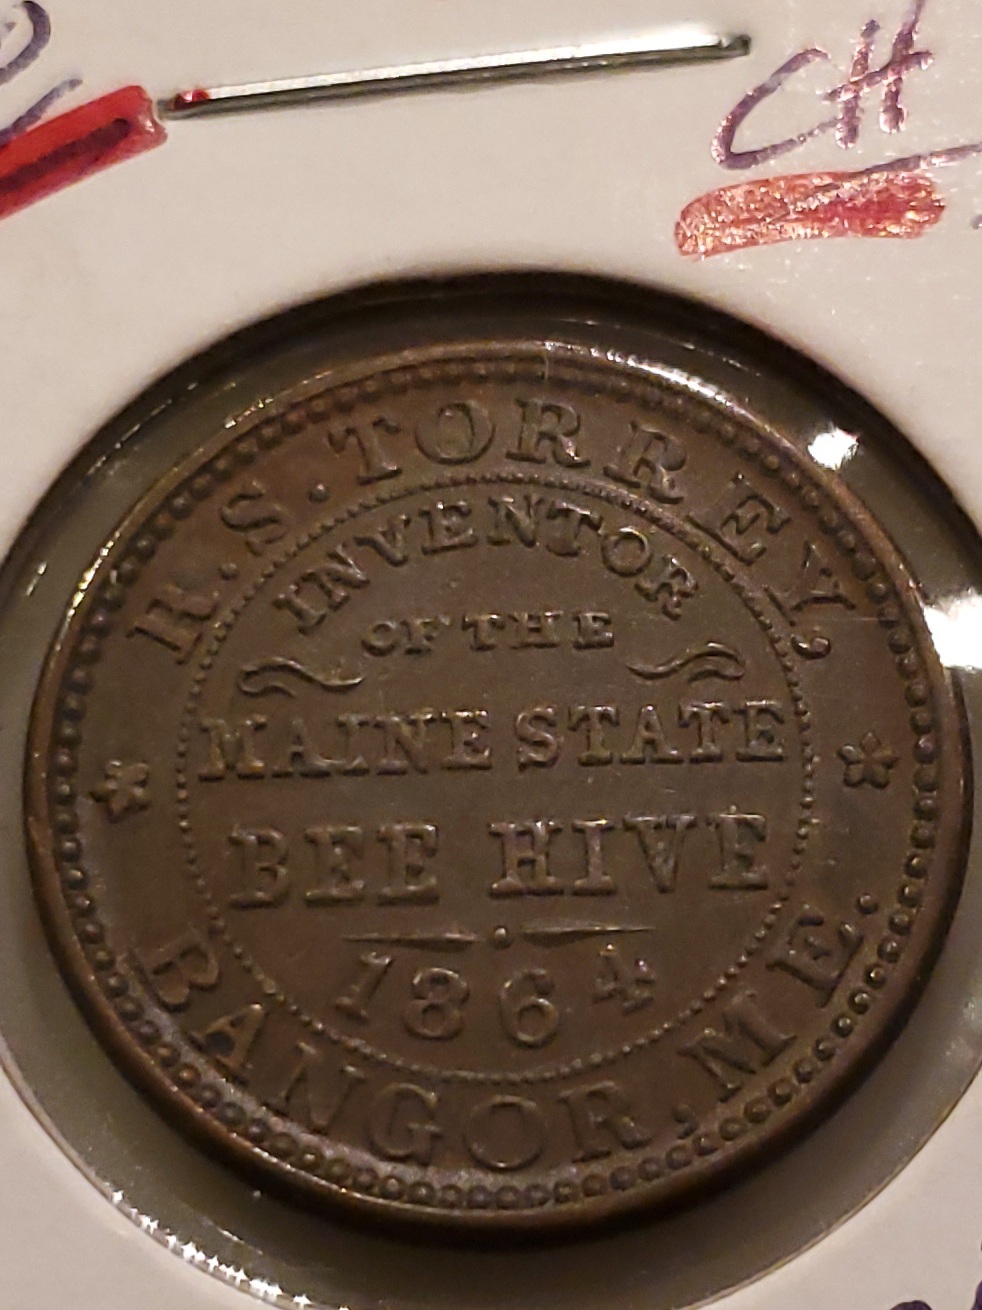 CH
R.S.TORREY,
INVENTOR
OF THE
MAINE STATE
BEE HIVE
1864
BANGOR, ME.